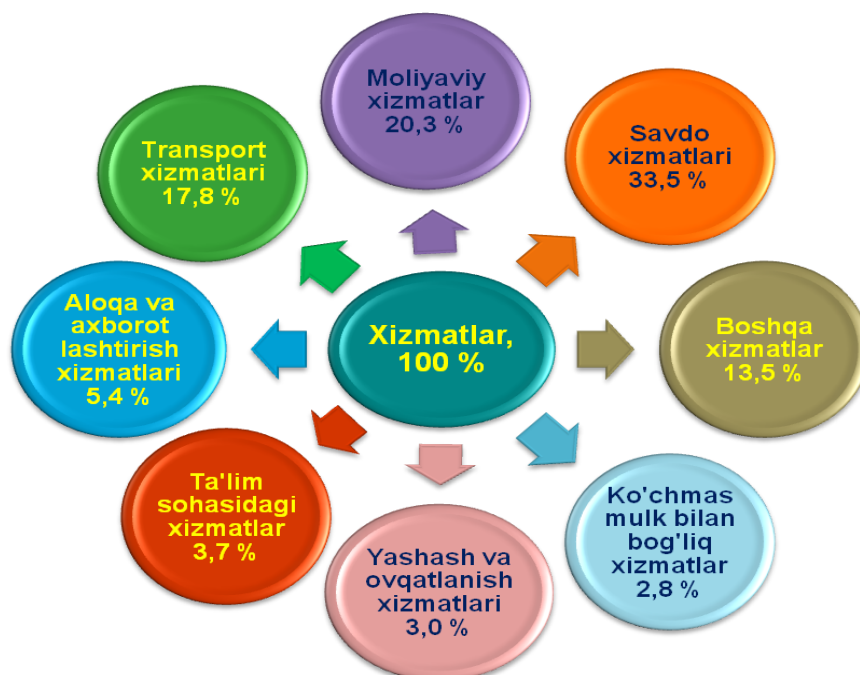 Moliyaviy
xizmatlar
20,3 %
Savdo
xizmatlari
33,5 %
Transport
xizmatlari
17,8 %
Aloqa va
axborot
lashtirish
xizmatlari
5,4 %
Xizmatlar,
100 %
Boshqa
xizmatlar
13,5 %
Ta'lim
sohasidagi
xizmatlar
3,7 %
Yashash va
ovqatlanish
xizmatlari
3,0 %
Ko'chmas
mulk bilan
bog'liq
xizmatlar
2,8 %